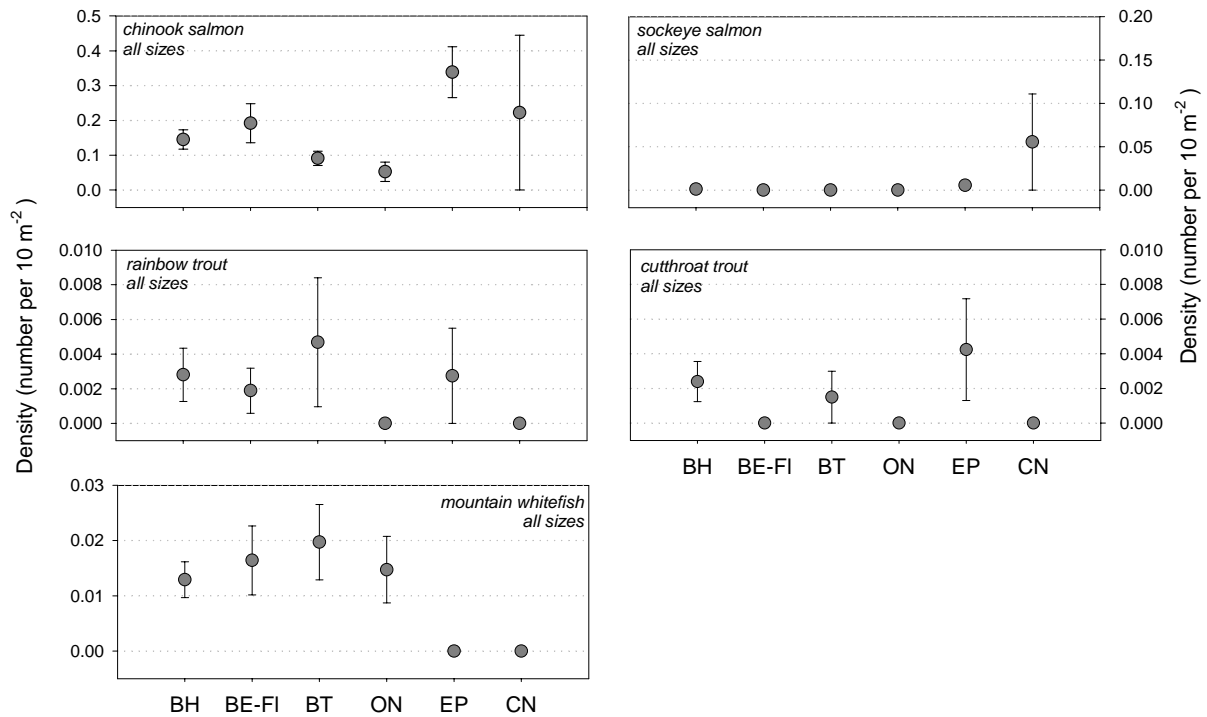 chinook salmon
all sizes
0.5
0.4
0.3
0.2
0.1
0.0
sockeye salmon
all sizes
0.20
0.15
0.10
0.05
0.00
rainbow trout
all sizes
0.010
0.008
0.006
0.004
0.002
0.000
cutthroat trout
all sizes
0.010
0.008
0.006
0.004
0.002
0.000
BH BE-FI BT ON EP CN
mountain whitefish
all sizes
0.03
0.02
0.01
0.00
BH BE-FI BT ON EP CN
Density (number per 10 m⁻²)
Density (number per 10 m⁻² )